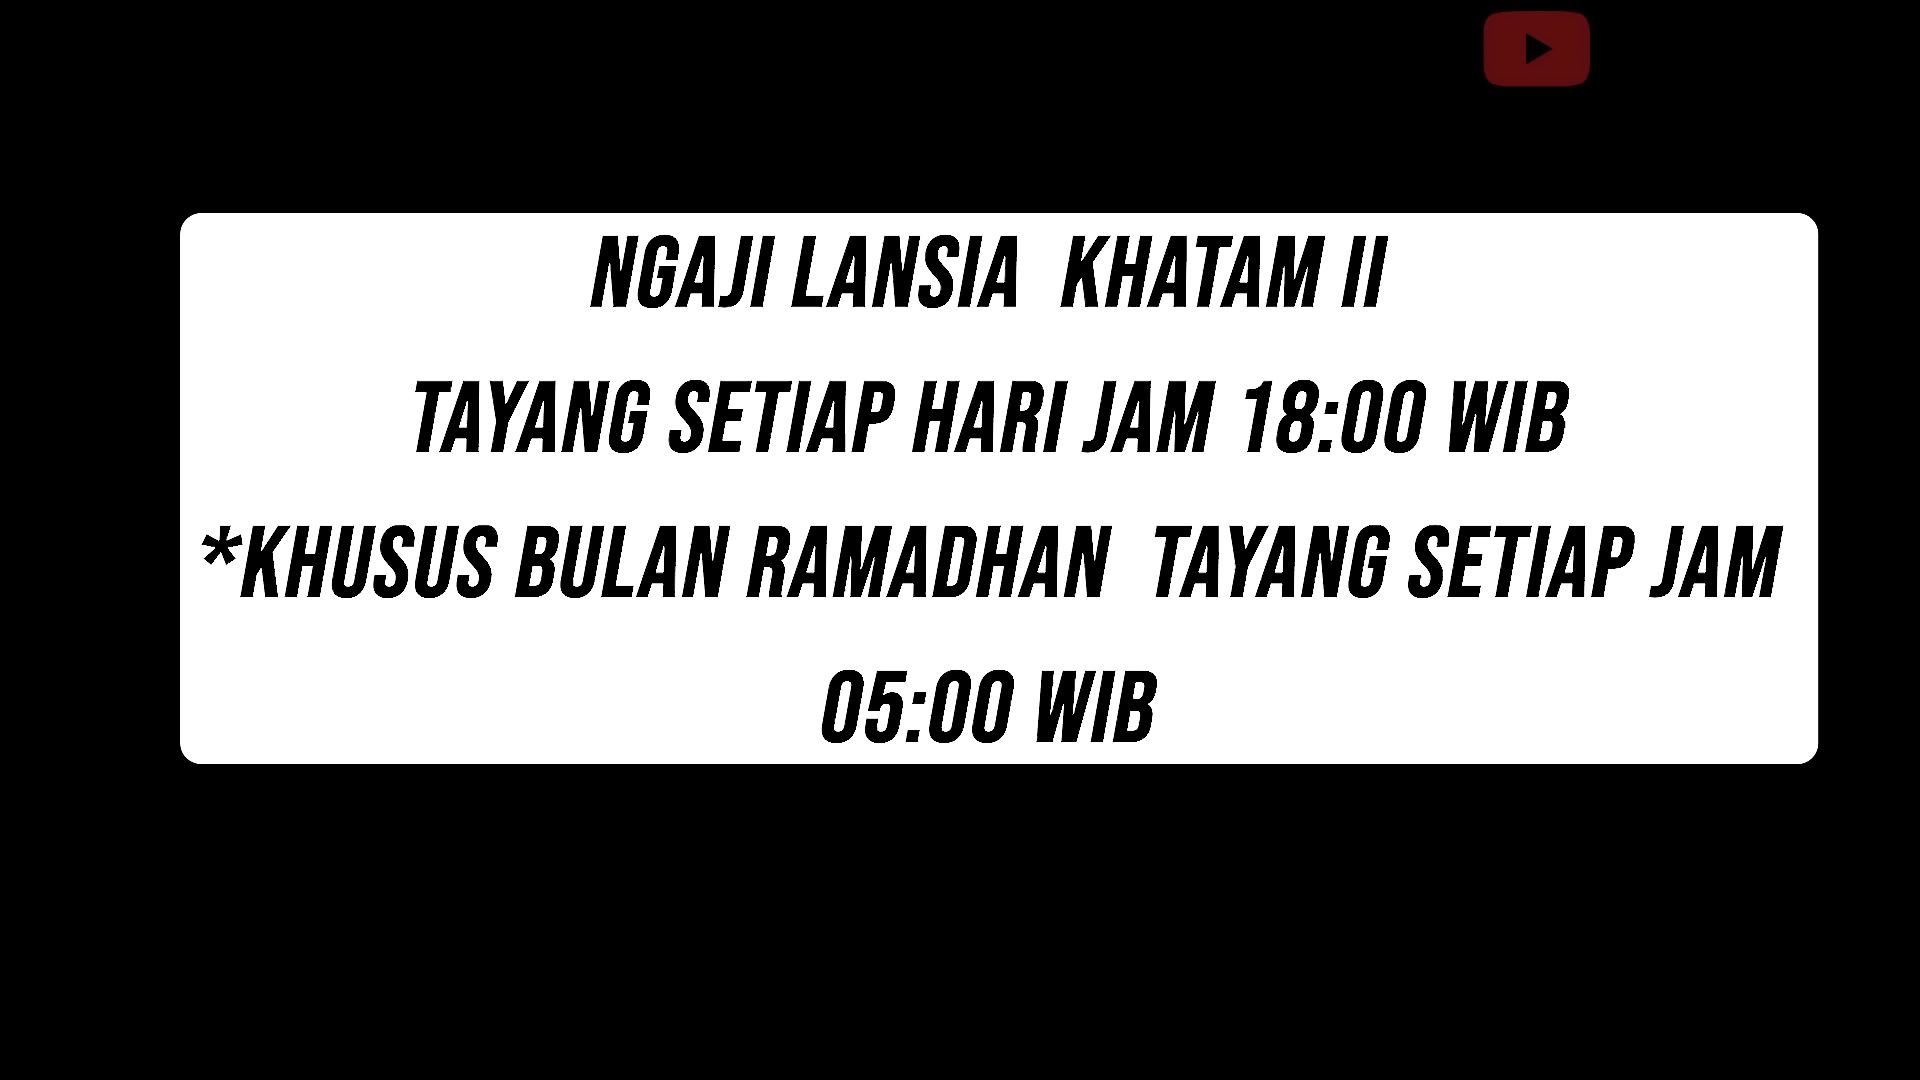 NGAJI LANSIA  KHATAM II
TAYANG SETIAP HARI JAM 18:00 WIB
*KHUSUS BULAN RAMADHAN  TAYANG SETIAP JAM
05:00 WIB